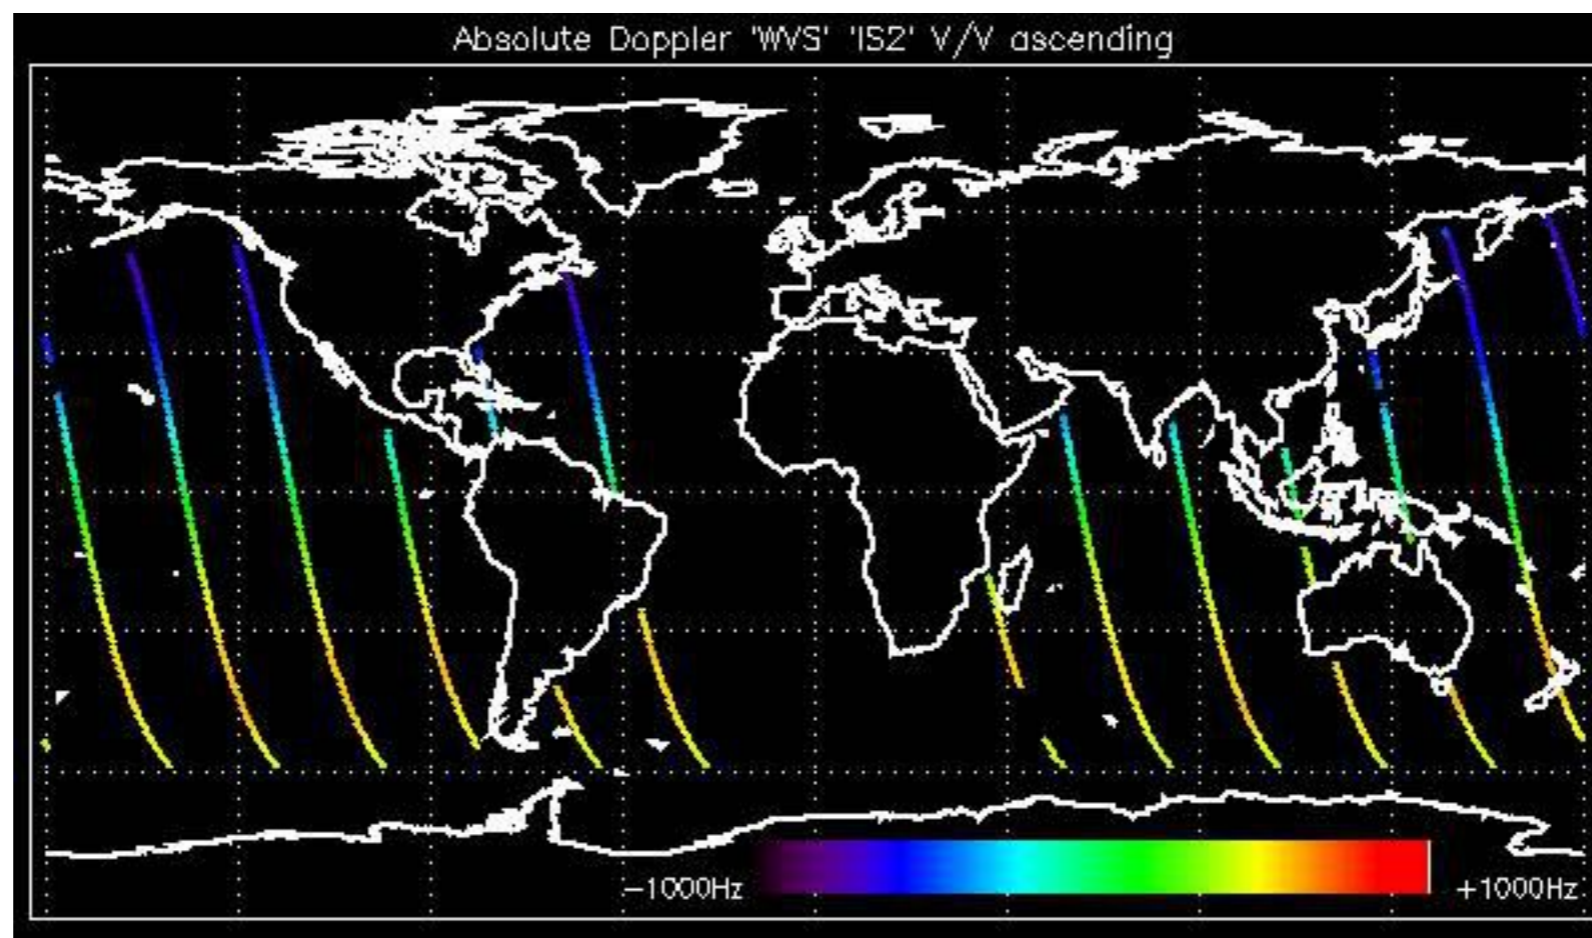 Absolute Doppler 'WVS' 'IS2' V/V ascending
−1000Hz +1000Hz